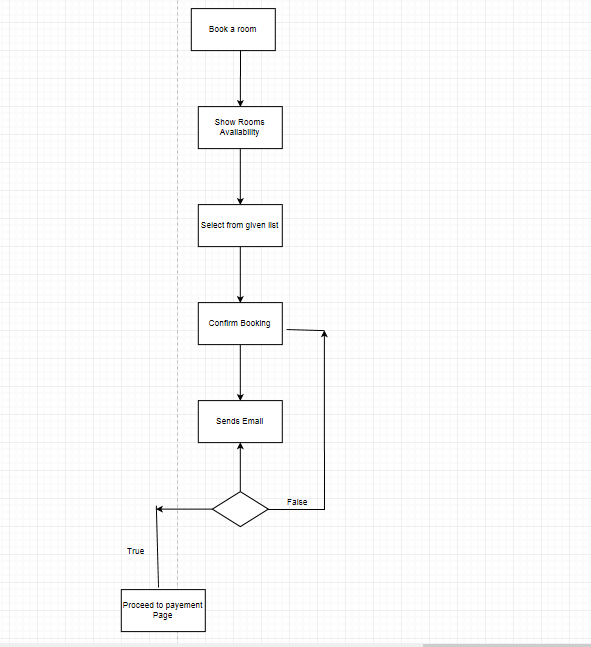 Book a room
Show Rooms
Availability
Select from given list
Confirm Booking
Sends Email
False
True
Proceed to payement
Page